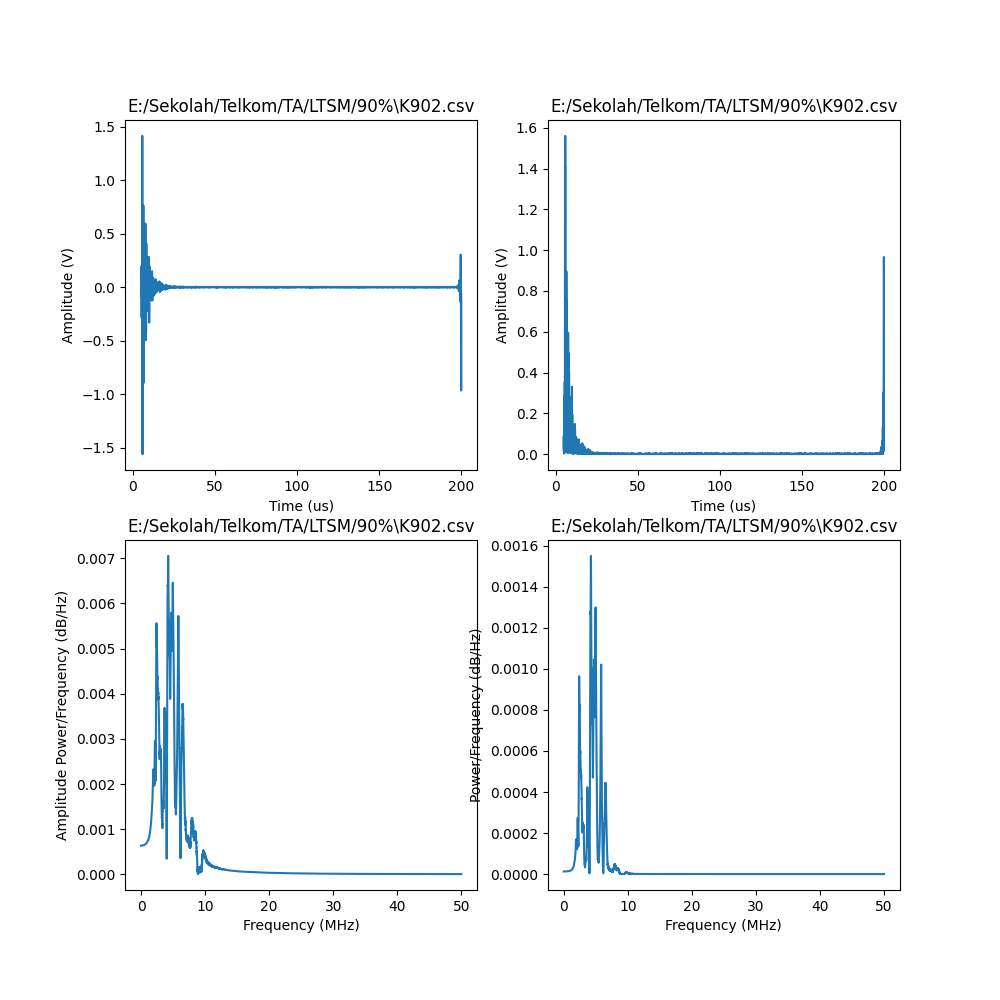 E:/Sekolah/Telkom/TA/LTSM/90%\K902.csv
1.5
1.0
0.5
0.0
−0.5
−1.0
−1.5
Amplitude (V)
0 50 100 150 200
Time (us)
E:/Sekolah/Telkom/TA/LTSM/90%\K902.csv
1.6
1.4
1.2
1.0
0.8
0.6
0.4
0.2
0.0
Amplitude (V)
0 50 100 150 200
Time (us)
E:/Sekolah/Telkom/TA/LTSM/90%\K902.csv
0.007
0.006
0.005
0.004
0.003
0.002
0.001
0.000
Amplitude Power/Frequency (dB/Hz)
0 10 20 30 40 50
Frequency (MHz)
E:/Sekolah/Telkom/TA/LTSM/90%\K902.csv
0.0016
0.0014
0.0012
0.0010
0.0008
0.0006
0.0004
0.0002
0.0000
Power/Frequency (dB/Hz)
0 10 20 30 40 50
Frequency (MHz)